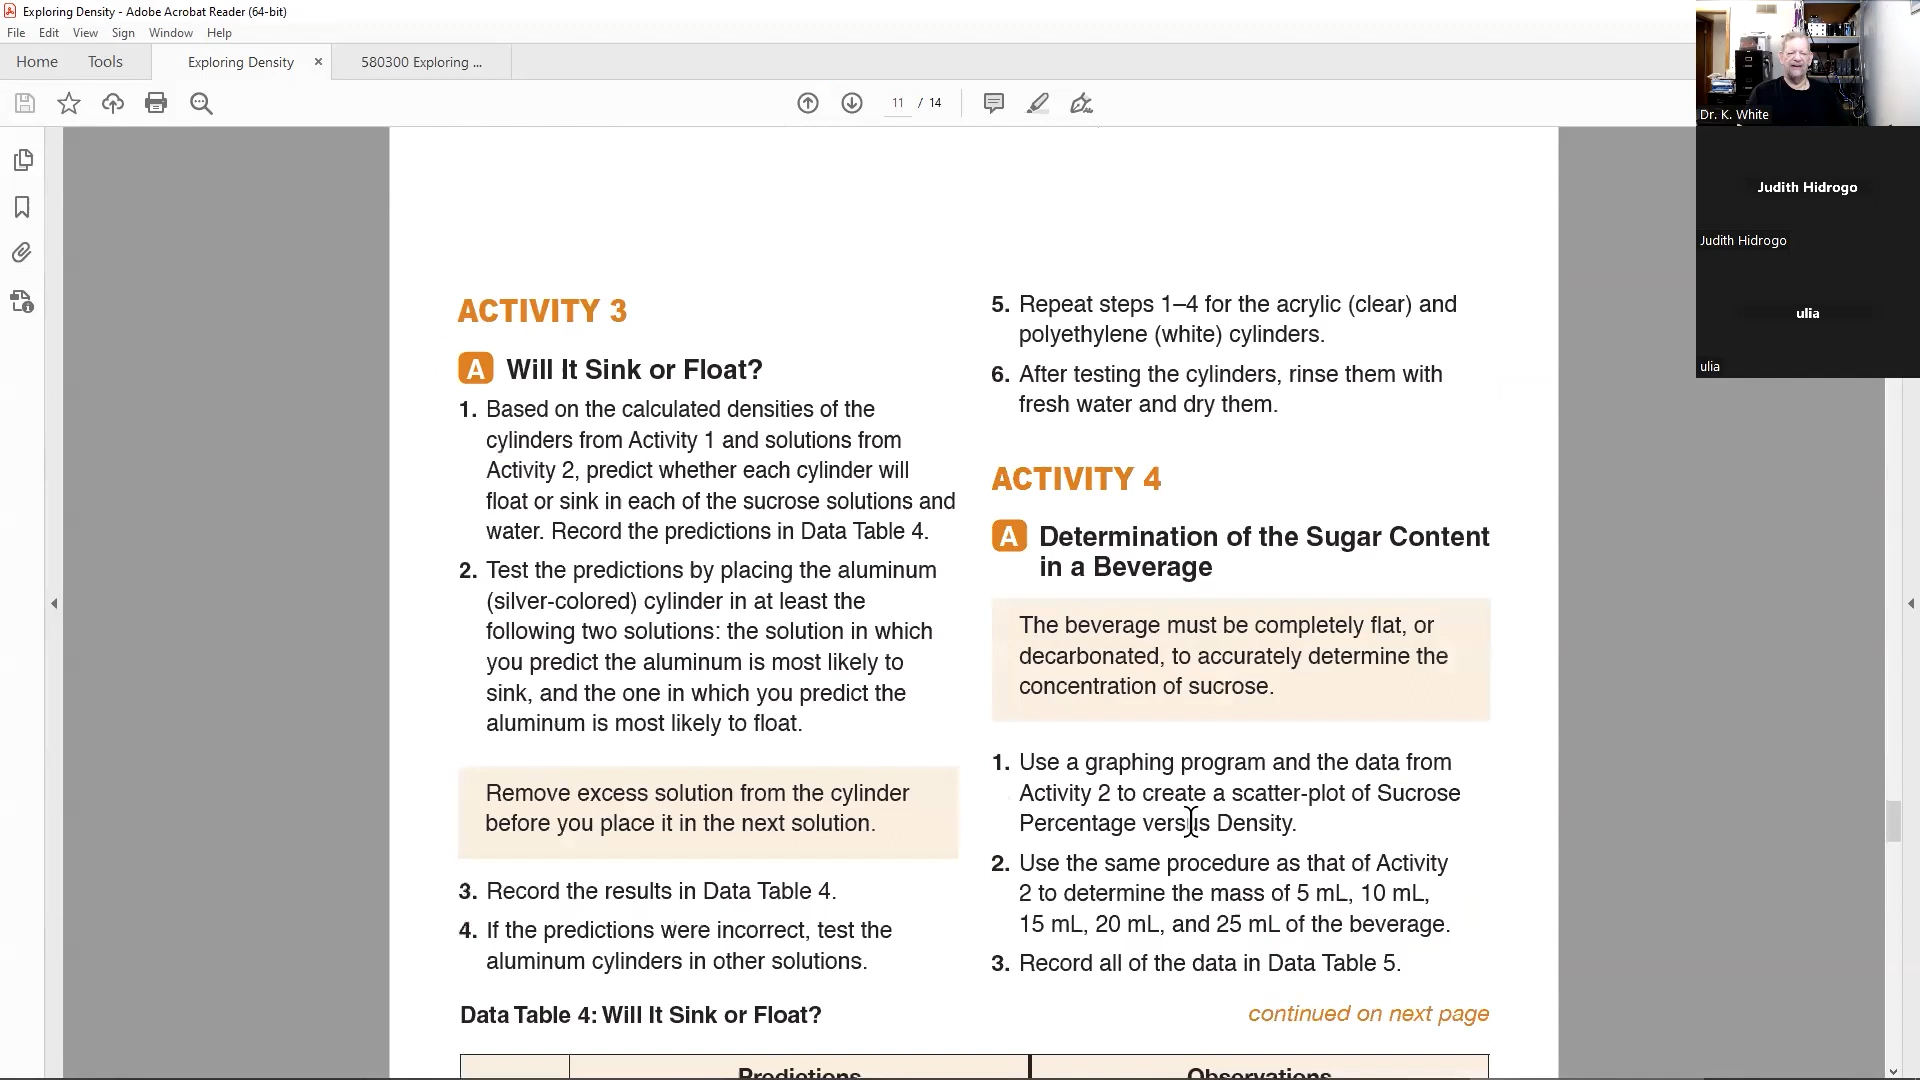 Exploring Density - Adobe Acrobat Reader (64-bit)
File Edit View Sign Window Help
Home Tools Exploring Density × 580300 Exploring ...
11 / 14
ACTIVITY 3
A Will It Sink or Float?
1. Based on the calculated densities of the
cylinders from Activity 1 and solutions from
Activity 2, predict whether each cylinder will
float or sink in each of the sucrose solutions and
water. Record the predictions in Data Table 4.
2. Test the predictions by placing the aluminum
(silver-colored) cylinder in at least the
following two solutions: the solution in which
you predict the aluminum is most likely to
sink, and the one in which you predict the
aluminum is most likely to float.
Remove excess solution from the cylinder
before you place it in the next solution.
3. Record the results in Data Table 4.
4. If the predictions were incorrect, test the
aluminum cylinders in other solutions.
5. Repeat steps 1–4 for the acrylic (clear) and
polyethylene (white) cylinders.
6. After testing the cylinders, rinse them with
fresh water and dry them.
ACTIVITY 4
A Determination of the Sugar Content
in a Beverage
The beverage must be completely flat, or
decarbonated, to accurately determine the
concentration of sucrose.
1. Use a graphing program and the data from
Activity 2 to create a scatter-plot of Sucrose
Percentage versus Density.
2. Use the same procedure as that of Activity
2 to determine the mass of 5 mL, 10 mL,
15 mL, 20 mL, and 25 mL of the beverage.
3. Record all of the data in Data Table 5.
continued on next page
Data Table 4: Will It Sink or Float?
Predictions Observations
Dr. K. White
Judith Hidrogo
Judith Hidrogo
ulia
ulia